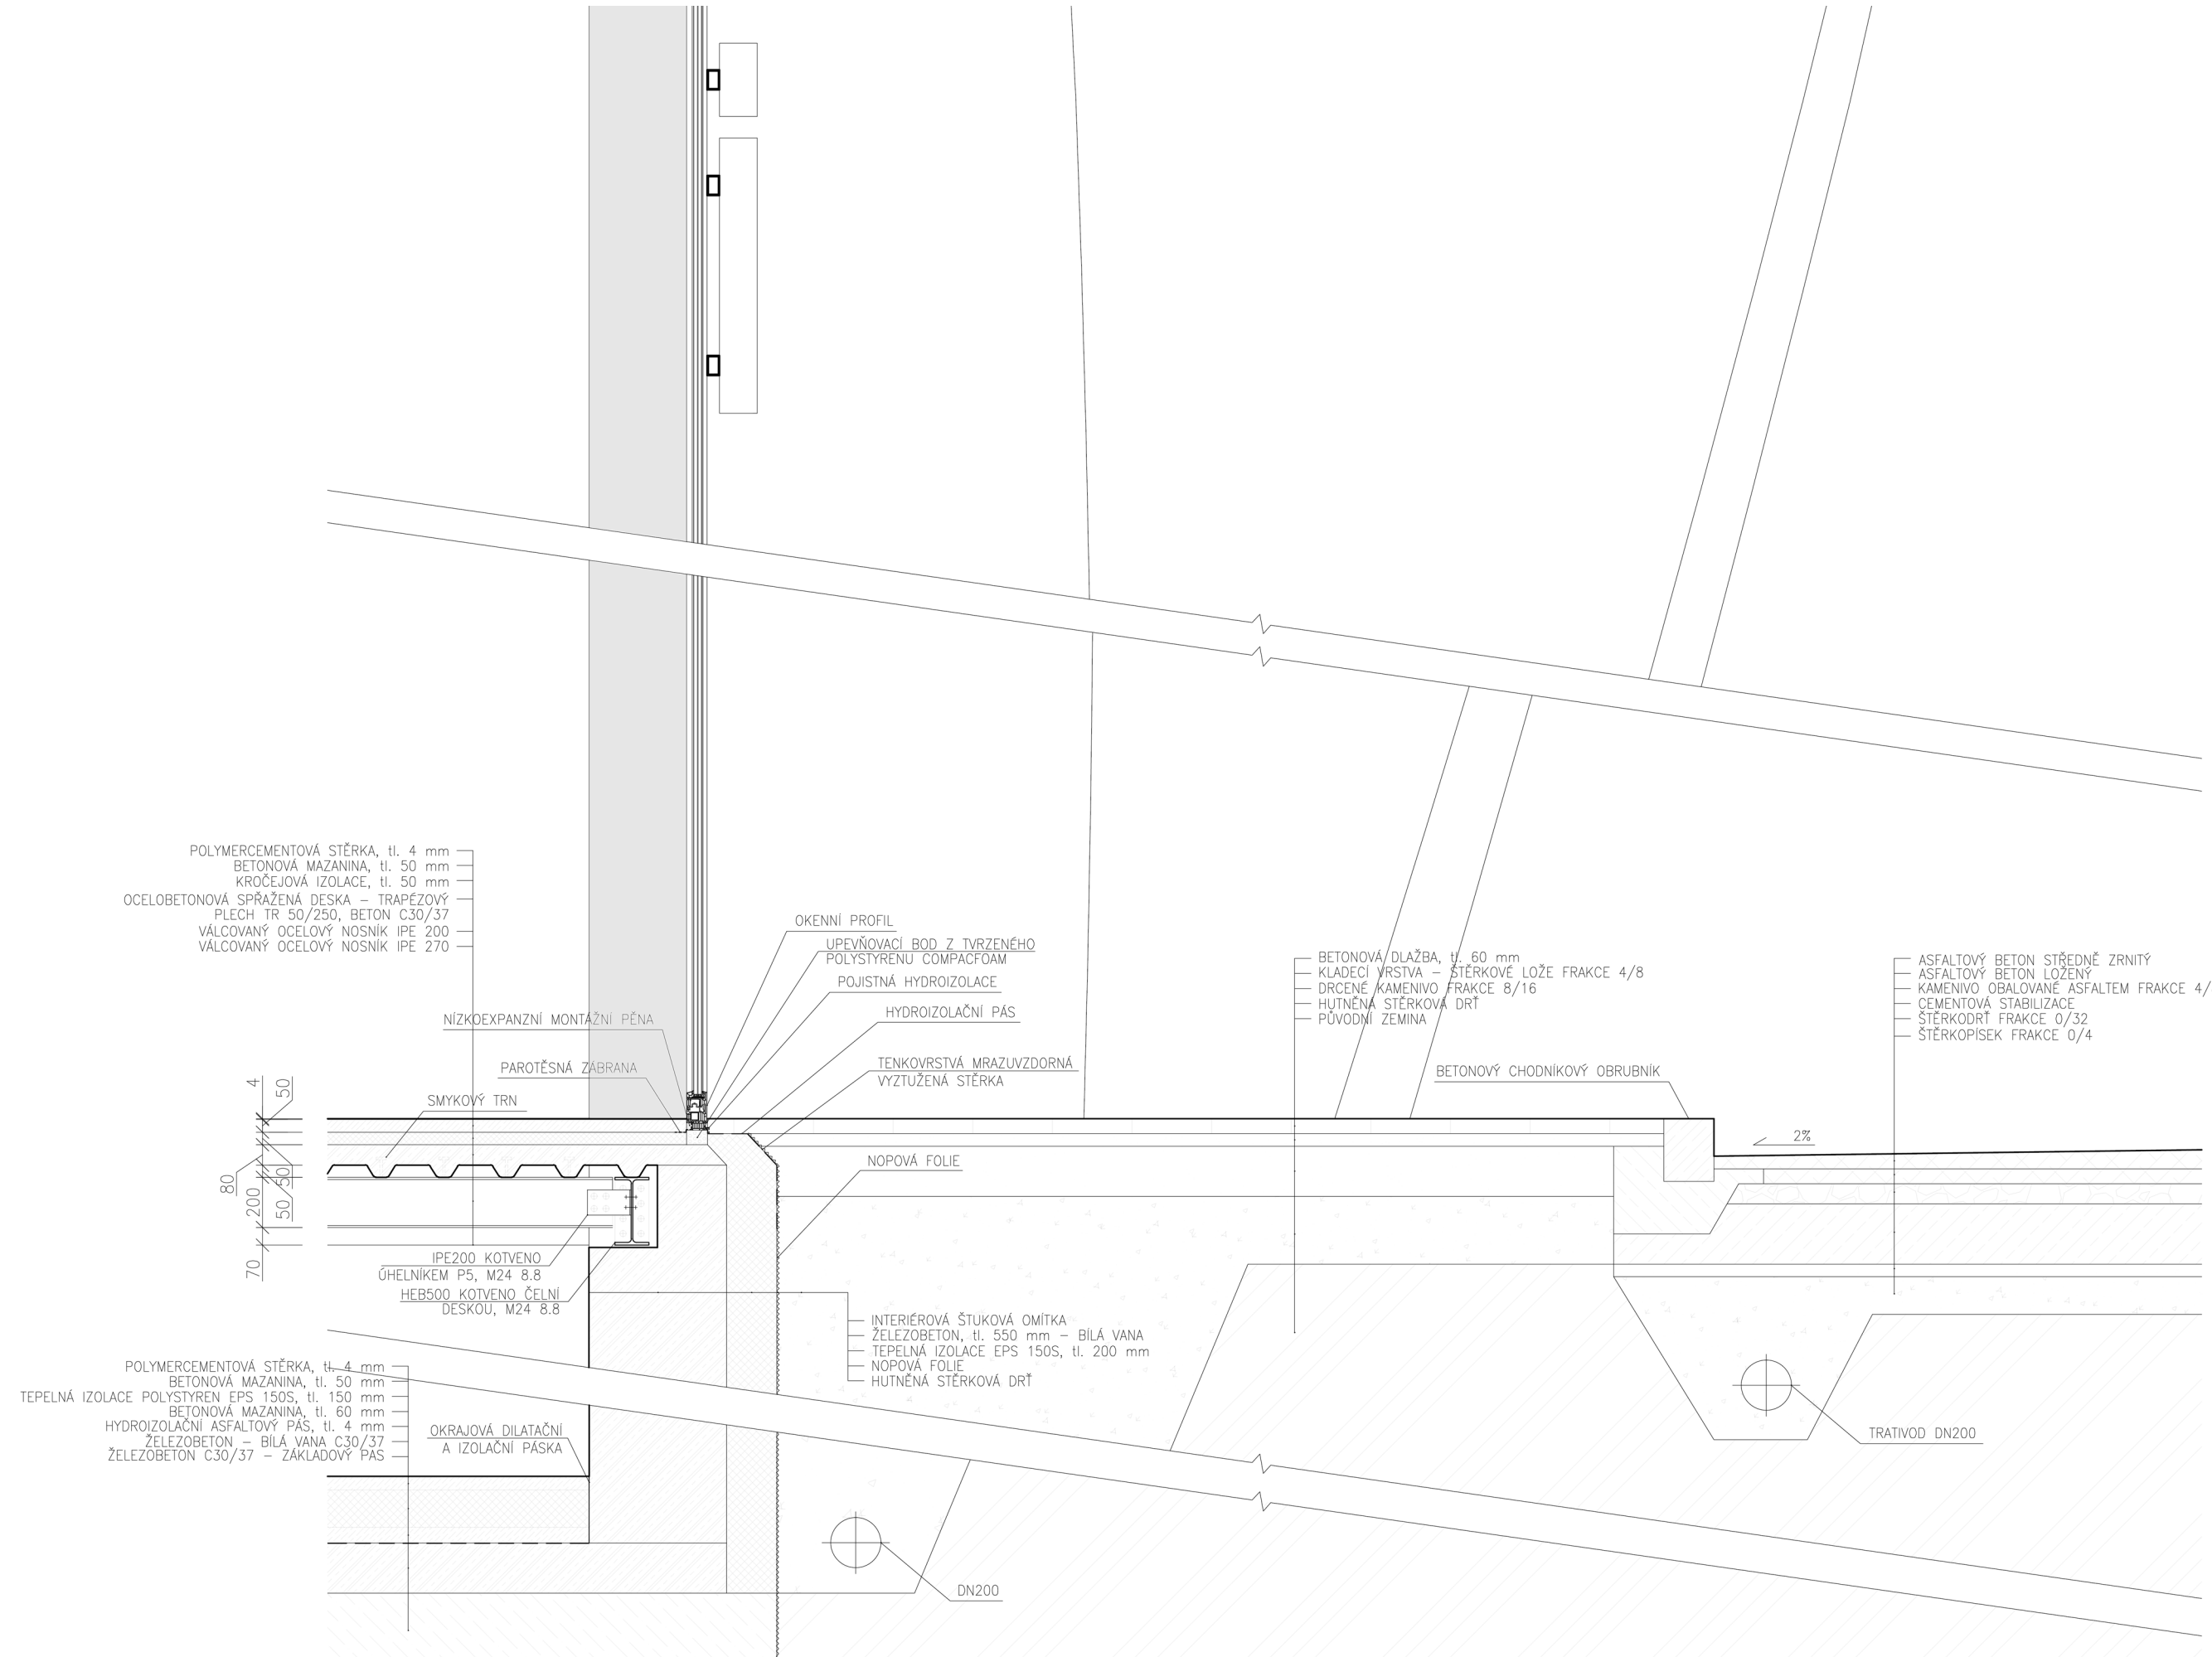 POLYMERCEMENTOVÁ STĚRKA, tl. 4 mm
BETONOVÁ MAZANINA, tl. 50 mm
KROČEJOVÁ IZOLACE, tl. 50 mm
OCELOBETONOVÁ SPŘAŽENÁ DESKA – TRAPÉZOVÝ
PLECH TR 50/250, BETON C30/37
VÁLCOVANÝ OCELOVÝ NOSNÍK IPE 200
VÁLCOVANÝ OCELOVÝ NOSNÍK IPE 270
OKENNÍ PROFIL
UPEVŇOVACÍ BOD Z TVRZENÉHO
POLYSTYRENU COMPACFOAM
POJISTNÁ HYDROIZOLACE
HYDROIZOLAČNÍ PÁS
NÍZKOEXPANZNÍ MONTÁŽNÍ PĚNA
PAROTĚSNÁ ZÁBRANA
SMYKOVÝ TRN
TENKOVRSTVÁ MRAZUVZDORNÁ
VYZTUŽENÁ STĚRKA
NOPOVÁ FOLIE
BETONOVÁ DLAŽBA, tl. 60 mm
KLADECÍ VRSTVA – ŠTĚRKOVÉ LOŽE FRAKCE 4/8
DRCENÉ KAMENIVO FRAKCE 8/16
HUTNĚNÁ STĚRKOVÁ DRŤ
PŮVODNÍ ZEMINA
BETONOVÝ CHODNÍKOVÝ OBRUBNÍK
ASFALTOVÝ BETON STŘEDNĚ ZRNITÝ
ASFALTOVÝ BETON LOŽENÝ
KAMENIVO OBALOVANÉ ASFALTEM FRAKCE 4/
CEMENTOVÁ STABILIZACE
ŠTĚRKODRŤ FRAKCE 0/32
ŠTĚRKOPÍSEK FRAKCE 0/4
2%
4
50
80
50
200
50
70
IPE200 KOTVENO
ÚHELNÍKEM P5, M24 8.8
HEB500 KOTVENO ČELNÍ
DESKOU, M24 8.8
INTERIÉROVÁ ŠTUKOVÁ OMÍTKA
ŽELEZOBETON, tl. 550 mm – BÍLÁ VANA
TEPELNÁ IZOLACE EPS 150S, tl. 200 mm
NOPOVÁ FOLIE
HUTNĚNÁ STĚRKOVÁ DRŤ
POLYMERCEMENTOVÁ STĚRKA, tl. 4 mm
BETONOVÁ MAZANINA, tl. 50 mm
TEPELNÁ IZOLACE POLYSTYREN EPS 150S, tl. 150 mm
BETONOVÁ MAZANINA, tl. 60 mm
HYDROIZOLAČNÍ ASFALTOVÝ PÁS, tl. 4 mm
ŽELEZOBETON – BÍLÁ VANA C30/37
ŽELEZOBETON C30/37 – ZÁKLADOVÝ PAS
OKRAJOVÁ DILATAČNÍ
A IZOLAČNÍ PÁSKA
TRATIVOD DN200
DN200